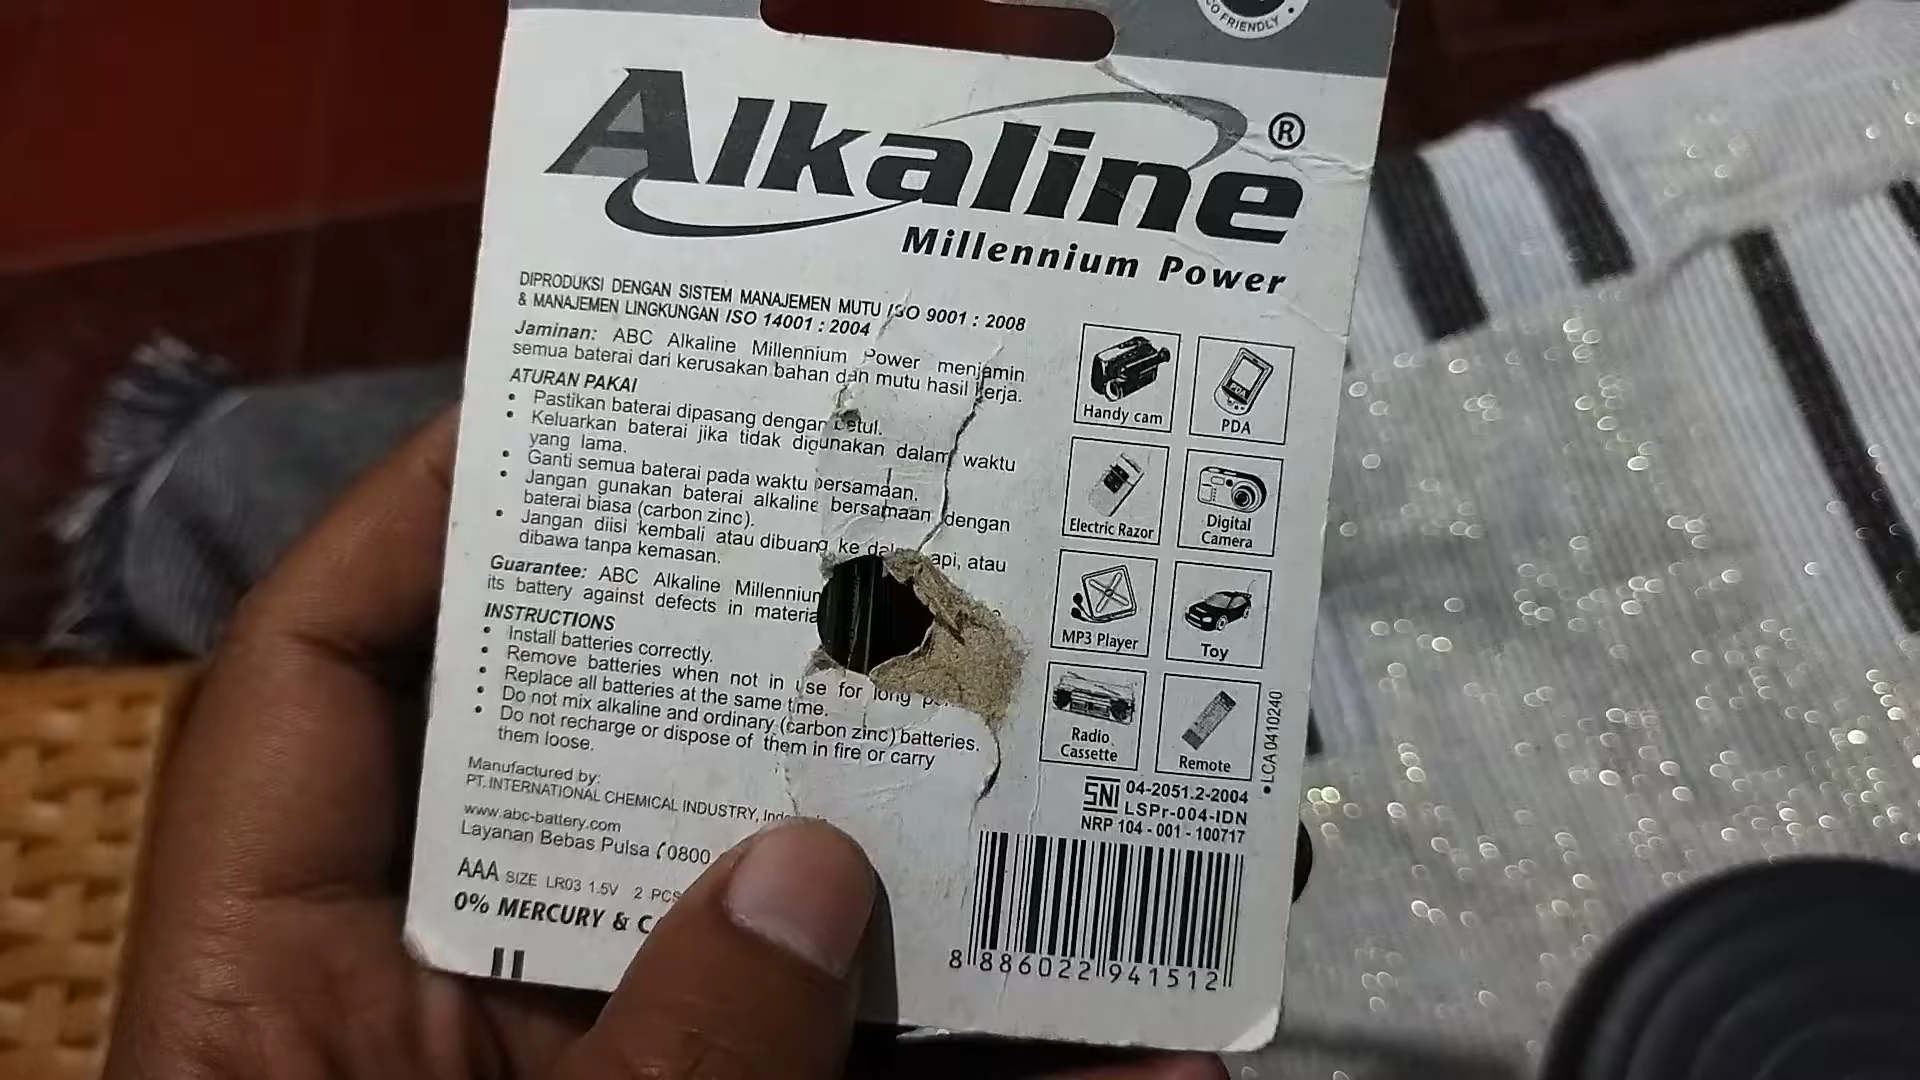 CO FRIENDLY
Alkaline®
Millennium Power
DIPRODUKSI DENGAN SISTEM MANAJEMEN MUTU ISO 9001 : 2008
& MANAJEMEN LINGKUNGAN ISO 14001 : 2004
Jaminan: ABC Alkaline Millennium Power menjamin
semua baterai dari kerusakan bahan dan mutu hasil kerja.
ATURAN PAKAI
• Pastikan baterai dipasang dengan betul.
• Keluarkan baterai jika tidak digunakan dalam waktu
yang lama.
• Ganti semua baterai pada waktu bersamaan.
• Jangan gunakan baterai alkaline bersamaan dengan
baterai biasa (carbon zinc).
• Jangan diisi kembali atau dibuang ke dalam api, atau
dibawa tanpa kemasan.
Guarantee: ABC Alkaline Millennium
its battery against defects in materia
INSTRUCTIONS
• Install batteries correctly.
• Remove batteries when not in use for long
• Replace all batteries at the same time.
• Do not mix alkaline and ordinary (carbon zinc) batteries.
• Do not recharge or dispose of them in fire or carry
them loose.
Manufactured by:
PT. INTERNATIONAL CHEMICAL INDUSTRY,
www.abc-battery.com
Layanan Bebas Pulsa 0800
AAA SIZE LR03 1.5V 2 PCS
0% MERCURY &
Handy cam
PDA
PDA
Electric Razor
Digital
Camera
MP3 Player
Toy
Radio
Cassette
Remote
• LCA 0410240
SNI 04-2051.2-2004
LSPr-004-IDN
NRP 104 - 001 - 100717
8 886022 941512